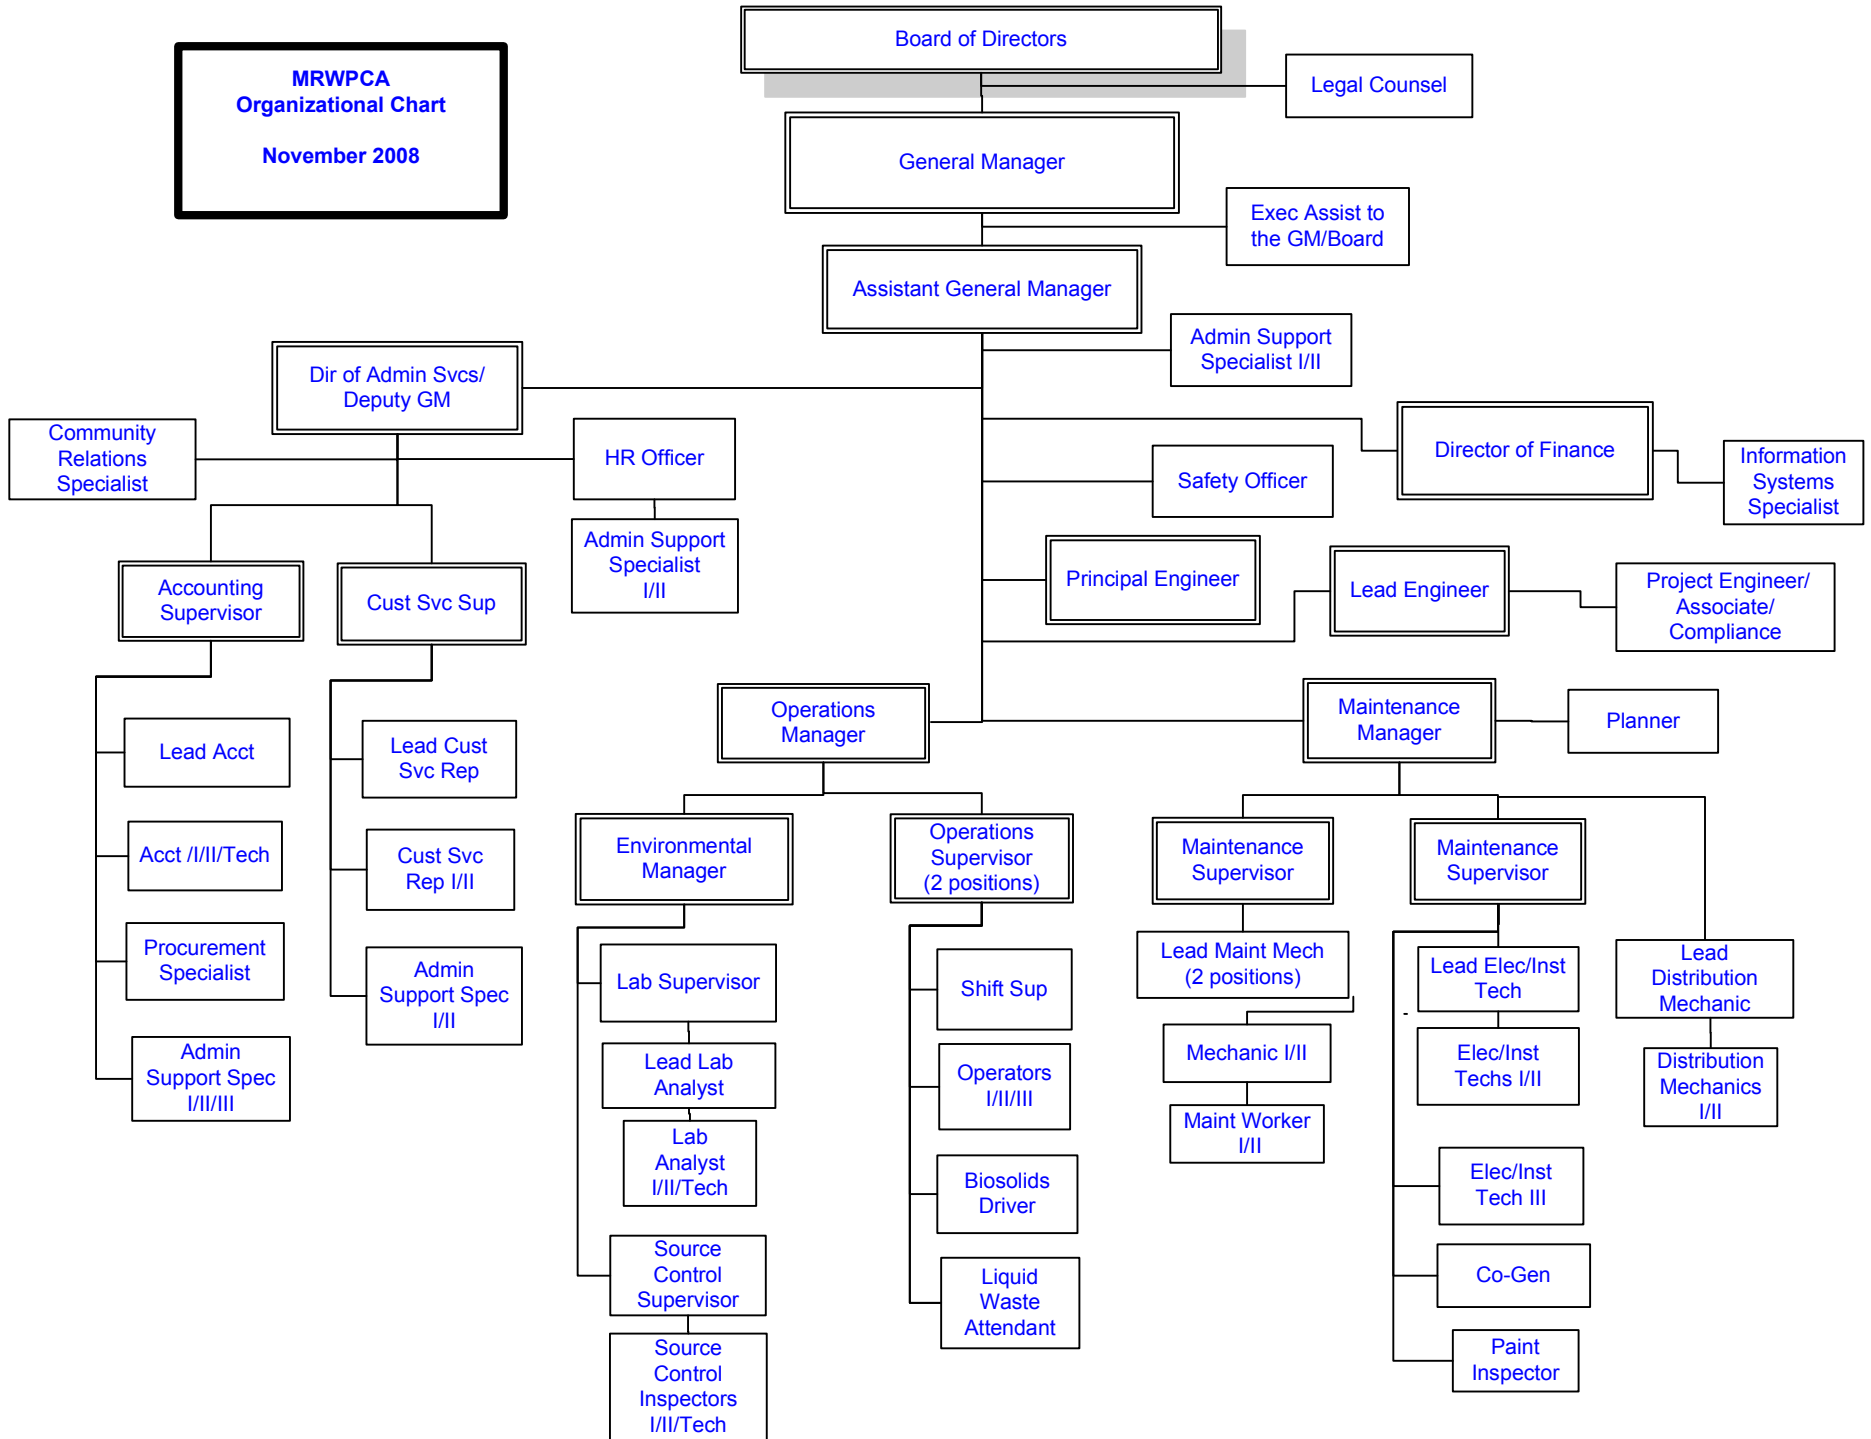 MRWPCA
Organizational Chart
November 2008
Board of Directors
Legal Counsel
General Manager
Exec Assist to
the GM/Board
Assistant General Manager
Admin Support
Specialist I/II
Dir of Admin Svcs/
Deputy GM
Community
Relations
Specialist
HR Officer
Admin Support
Specialist
I/II
Director of Finance
Information
Systems
Specialist
Safety Officer
Principal Engineer
Lead Engineer
Project Engineer/
Associate/
Compliance
Accounting
Supervisor
Cust Svc Sup
Lead Acct
Acct /I/II/Tech
Procurement
Specialist
Admin
Support Spec
I/II/III
Lead Cust
Svc Rep
Cust Svc
Rep I/II
Admin
Support Spec
I/II
Operations
Manager
Maintenance
Manager
Planner
Environmental
Manager
Operations
Supervisor
(2 positions)
Maintenance
Supervisor
Maintenance
Supervisor
Lab Supervisor
Lead Lab
Analyst
Lab
Analyst
I/II/Tech
Source
Control
Supervisor
Source
Control
Inspectors
I/II/Tech
Shift Sup
Operators
I/II/III
Biosolids
Driver
Liquid
Waste
Attendant
Lead Maint Mech
(2 positions)
Mechanic I/II
Maint Worker
I/II
-
Lead Elec/Inst
Tech
Elec/Inst
Techs I/II
Elec/Inst
Tech III
Co-Gen
Paint
Inspector
Lead
Distribution
Mechanic
Distribution
Mechanics
I/II